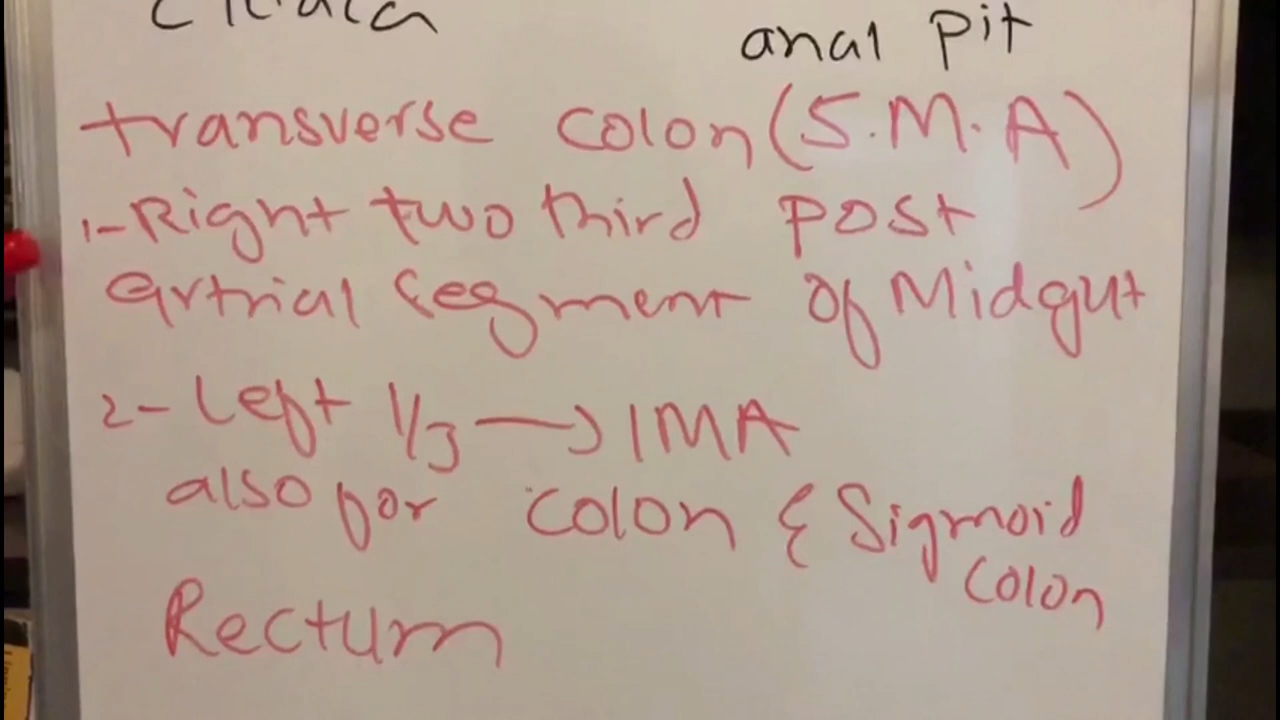 anal pit
transverse colon (S.M.A)
1- Right two third post
artrial segment of Midgut
2- Left 1/3 → IMA
also for colon & Sigmoid
colon
Rectum